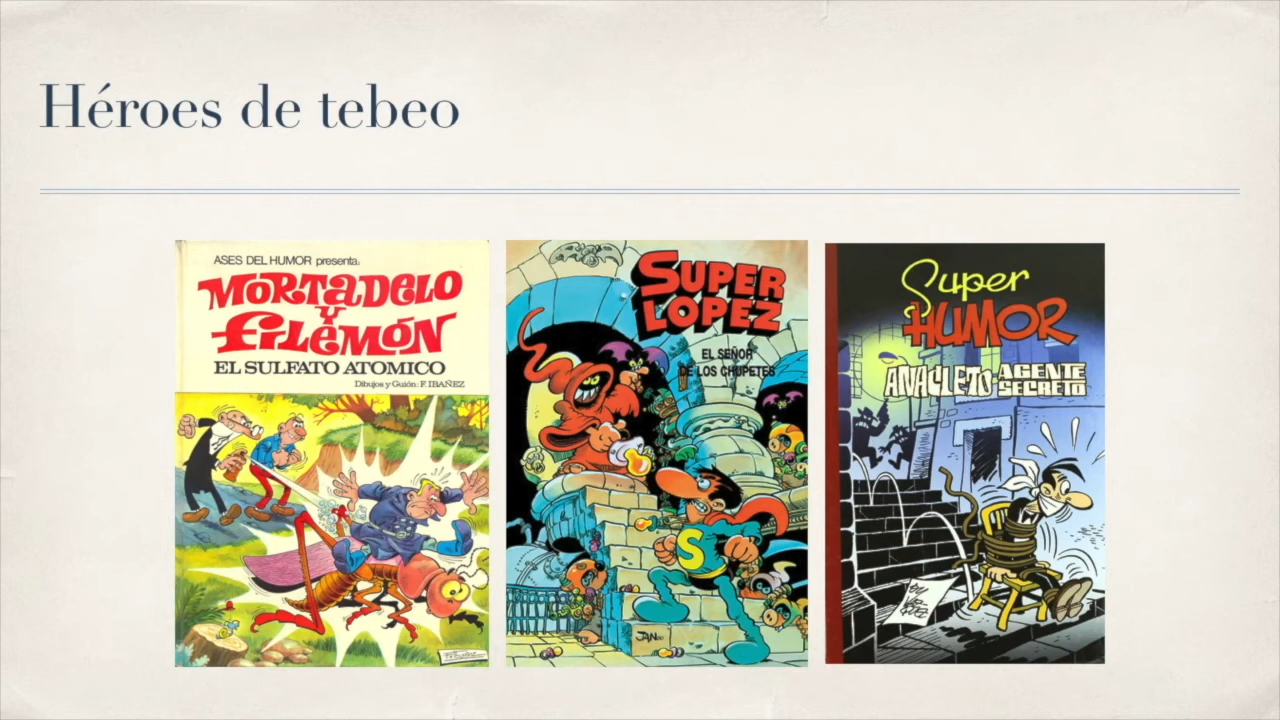 Héroes de tebeo
ASES DEL HUMOR presenta:
MORTADELO
Y
FILEMÓN
EL SULFATO ATOMICO
Dibujos y Guión: F. IBAÑEZ
SUPER
LOPEZ
EL SEÑOR
DE LOS CHUPETES
S
JAN
Super
HUMOR
ANACLETO AGENTE
SECRETO